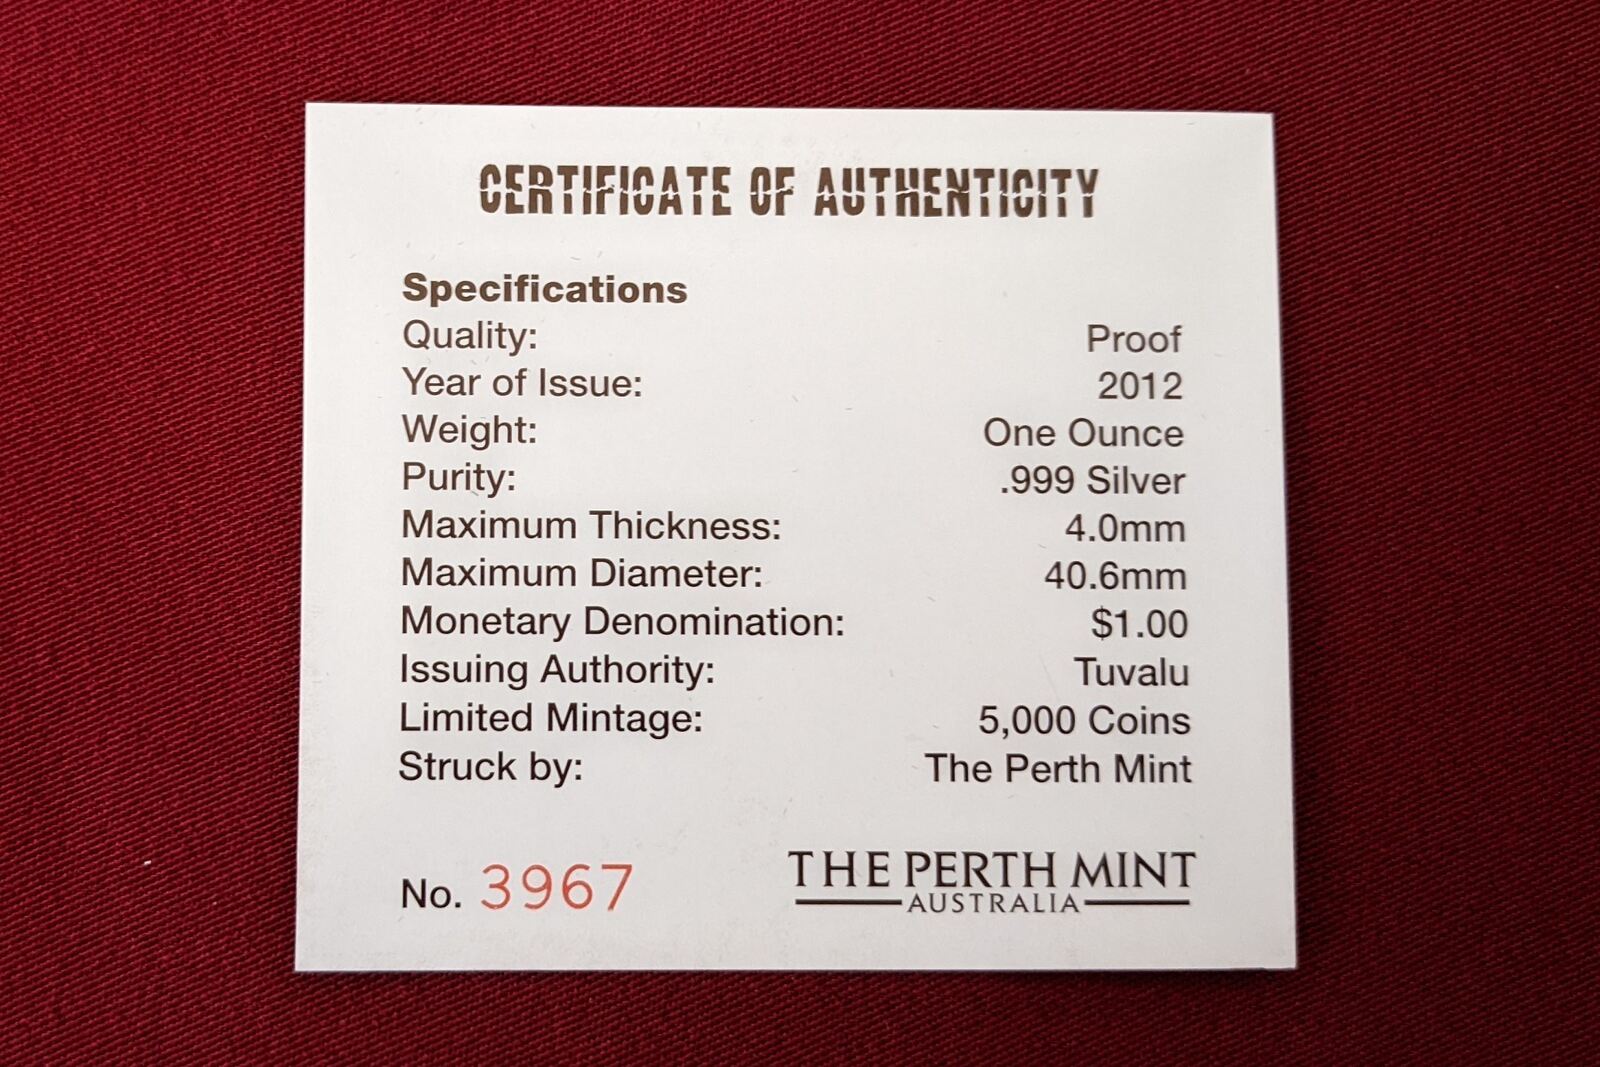 CERTIFICATE OF AUTHENTICITY
Specifications
Quality: Proof
Year of Issue: 2012
Weight: One Ounce
Purity: .999 Silver
Maximum Thickness: 4.0mm
Maximum Diameter: 40.6mm
Monetary Denomination: $1.00
Issuing Authority: Tuvalu
Limited Mintage: 5,000 Coins
Struck by: The Perth Mint
No. 3967
THE PERTH MINT
AUSTRALIA